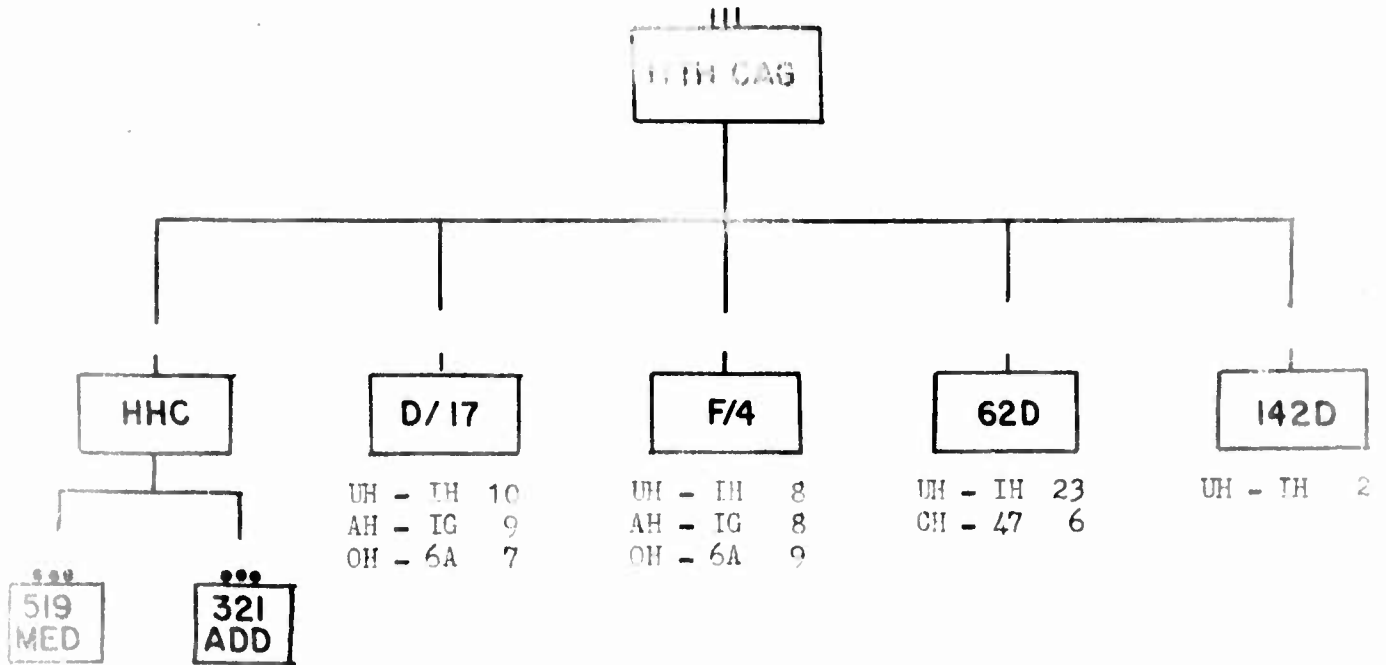 CAG
HHC
D/17
F/4
62D
142D
UH - IH 10
AH - IG 9
OH - 6A 7
UH - IH 8
AH - IG 8
OH - 6A 9
UH - IH 23
CH - 47 6
UH - IH 2
519
MED
321
ADD